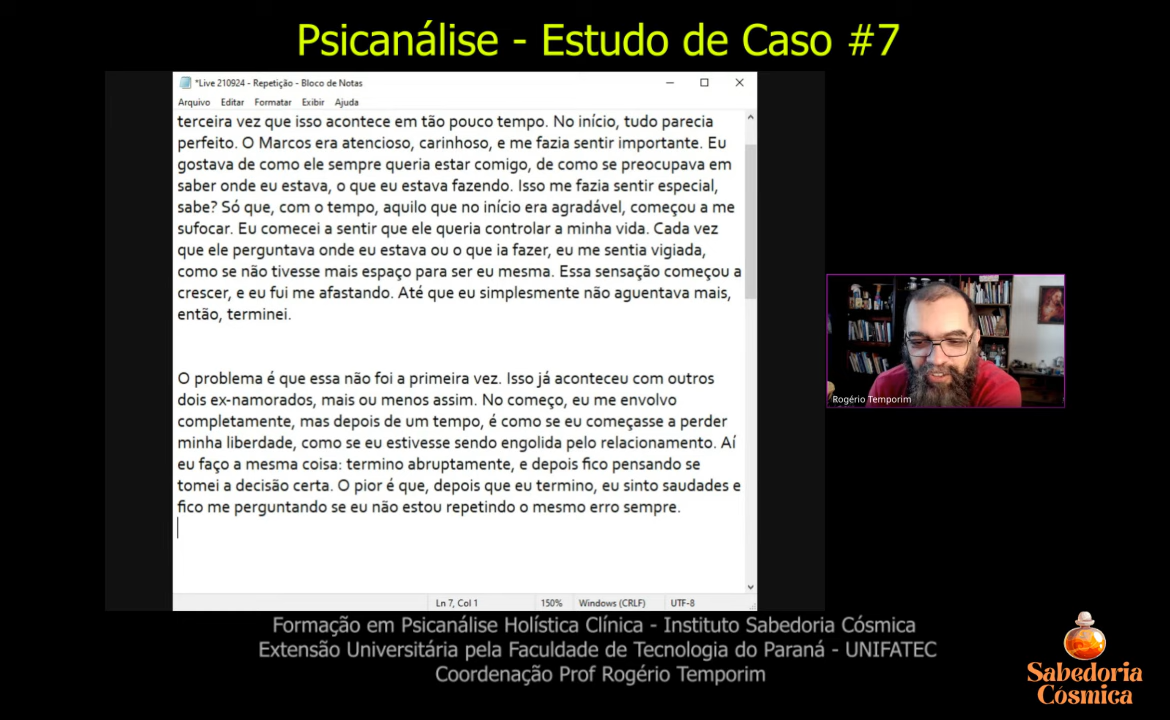 Psicanálise - Estudo de Caso #7
*Live 210924 - Repetição - Bloco de Notas
Arquivo Editar Formatar Exibir Ajuda
terceira vez que isso acontece em tão pouco tempo. No início, tudo parecia
perfeito. O Marcos era atencioso, carinhoso, e me fazia sentir importante. Eu
gostava de como ele sempre queria estar comigo, de como se preocupava em
saber onde eu estava, o que eu estava fazendo. Isso me fazia sentir especial,
sabe? Só que, com o tempo, aquilo que no início era agradável, começou a me
sufocar. Eu comecei a sentir que ele queria controlar a minha vida. Cada vez
que ele perguntava onde eu estava ou o que ia fazer, eu me sentia vigiada,
como se não tivesse mais espaço para ser eu mesma. Essa sensação começou a
crescer, e eu fui me afastando. Até que eu simplesmente não aguentava mais,
então, terminei.
O problema é que essa não foi a primeira vez. Isso já aconteceu com outros
dois ex-namorados, mais ou menos assim. No começo, eu me envolvo
completamente, mas depois de um tempo, é como se eu começasse a perder
minha liberdade, como se eu estivesse sendo engolida pelo relacionamento. Aí
eu faço a mesma coisa: termino abruptamente, e depois fico pensando se
tomei a decisão certa. O pior é que, depois que eu termino, eu sinto saudades e
fico me perguntando se eu não estou repetindo o mesmo erro sempre.
Ln 7, Col 1 150% Windows (CRLF) UTF-8
Rogério Temporim
Formação em Psicanálise Holística Clínica - Instituto Sabedoria Cósmica
Extensão Universitária pela Faculdade de Tecnologia do Paraná - UNIFATEC
Coordenação Prof Rogério Temporim
Sabedoria
Cósmica